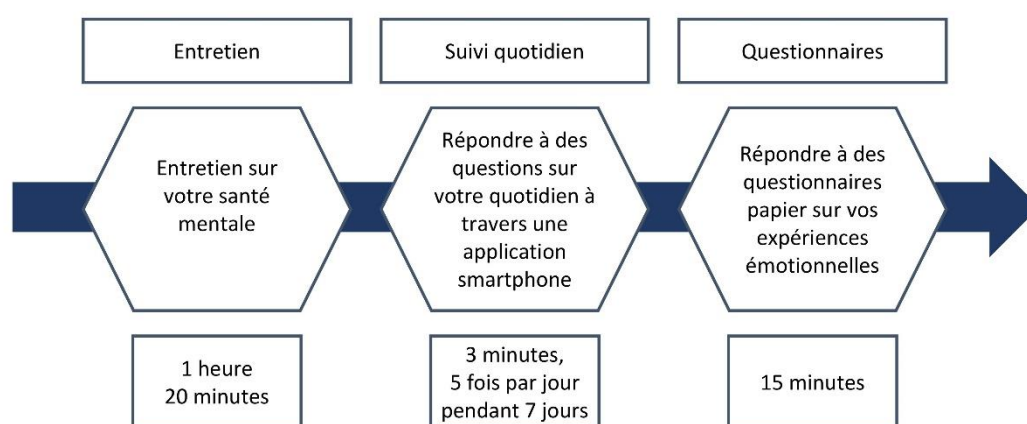 Entretien
Suivi quotidien
Questionnaires
Entretien sur
votre santé
mentale
Répondre à des
questions sur
votre quotidien à
travers une
application
smartphone
Répondre à des
questionnaires
papier sur vos
expériences
émotionnelles
1 heure
20 minutes
3 minutes,
5 fois par jour
pendant 7 jours
15 minutes